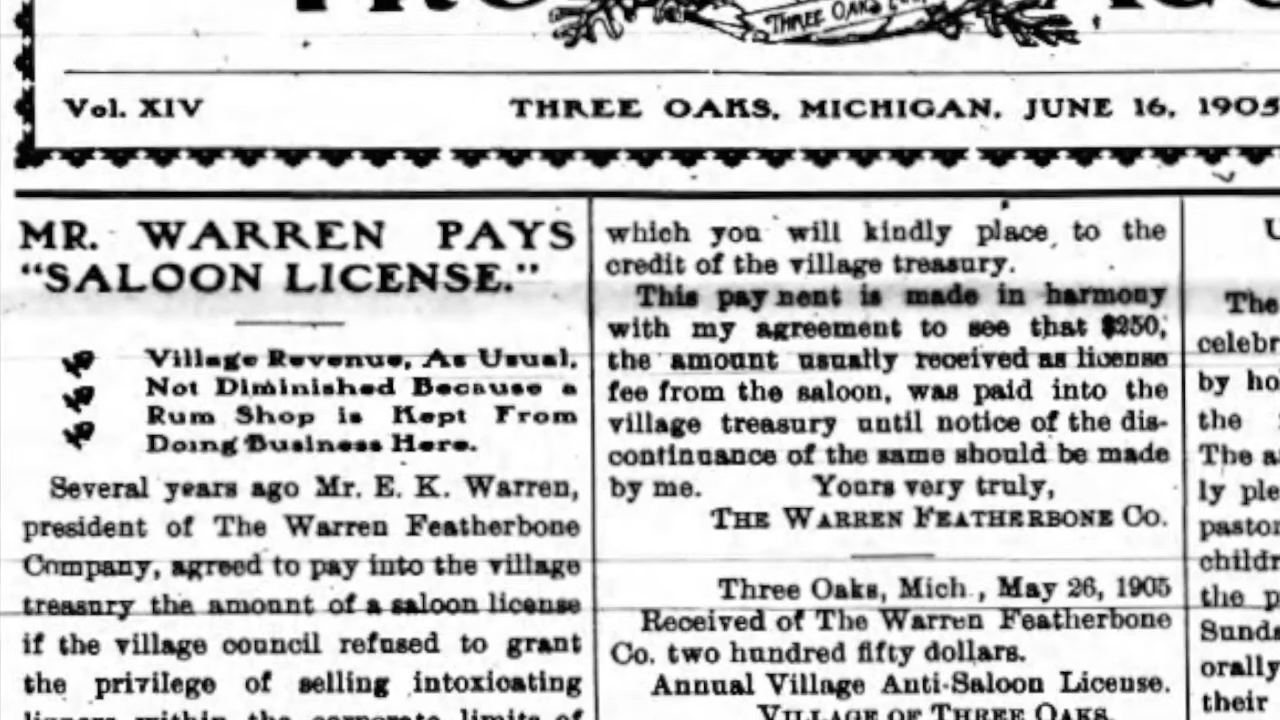 THREE OAKS
Vol. XIV
THREE OAKS, MICHIGAN, JUNE 16, 1905
MR. WARREN PAYS
"SALOON LICENSE."
Village Revenue, As Usual,
Not Diminished Because a
Rum Shop is Kept From
Doing Business Here.
Several years ago Mr. E. K. Warren,
president of The Warren Featherbone
Company, agreed to pay into the village
treasury the amount of a saloon license
if the village council refused to grant
the privilege of selling intoxicating
liquors within the corporate limits of
which you will kindly place to the
credit of the village treasury.
This payment is made in harmony
with my agreement to see that $250,
the amount usually received as license
fee from the saloon, was paid into the
village treasury until notice of the dis-
continuance of the same should be made
by me. Yours very truly,
THE WARREN FEATHERBONE Co.
Three Oaks, Mich., May 26, 1905
Received of The Warren Featherbone
Co. two hundred fifty dollars.
Annual Village Anti-Saloon License.
VILLAGE OF THREE OAKS.
The
celebr
by ho
the
The a
ly ple
pastor
childr
the p
Sunda
orally
their